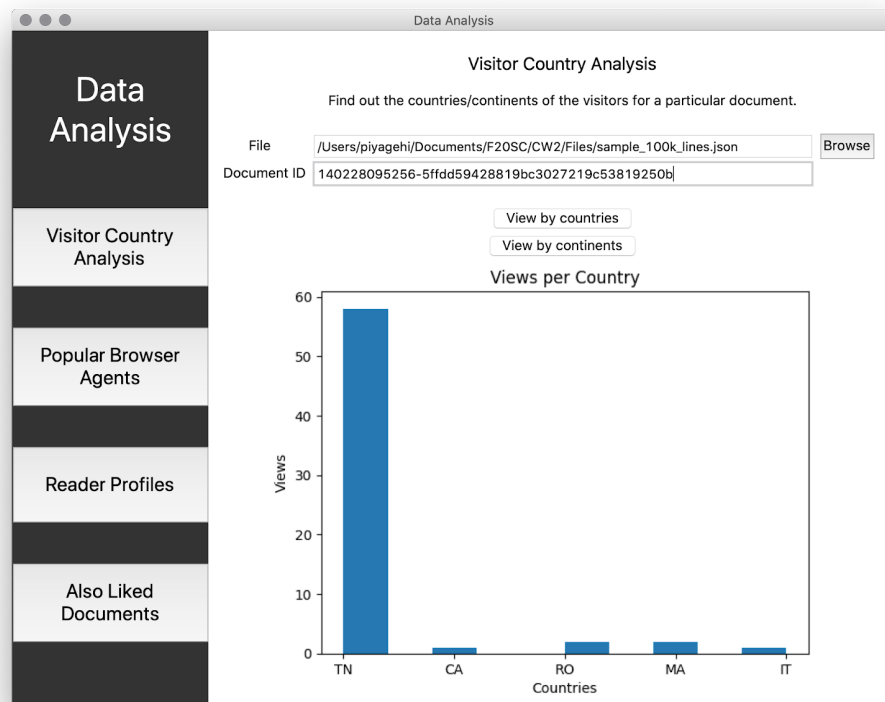 Data Analysis
Data
Analysis
Visitor Country
Analysis
Popular Browser
Agents
Reader Profiles
Also Liked
Documents
Visitor Country Analysis
Find out the countries/continents of the visitors for a particular document.
File /Users/piyagehi/Documents/F20SC/CW2/Files/sample_100k_lines.json Browse
Document ID 140228095256-5ffdd59428819bc3027219c53819250b
View by countries
View by continents
Views per Country
60
50
40
30
20
10
0
Views
TN CA RO MA IT
Countries